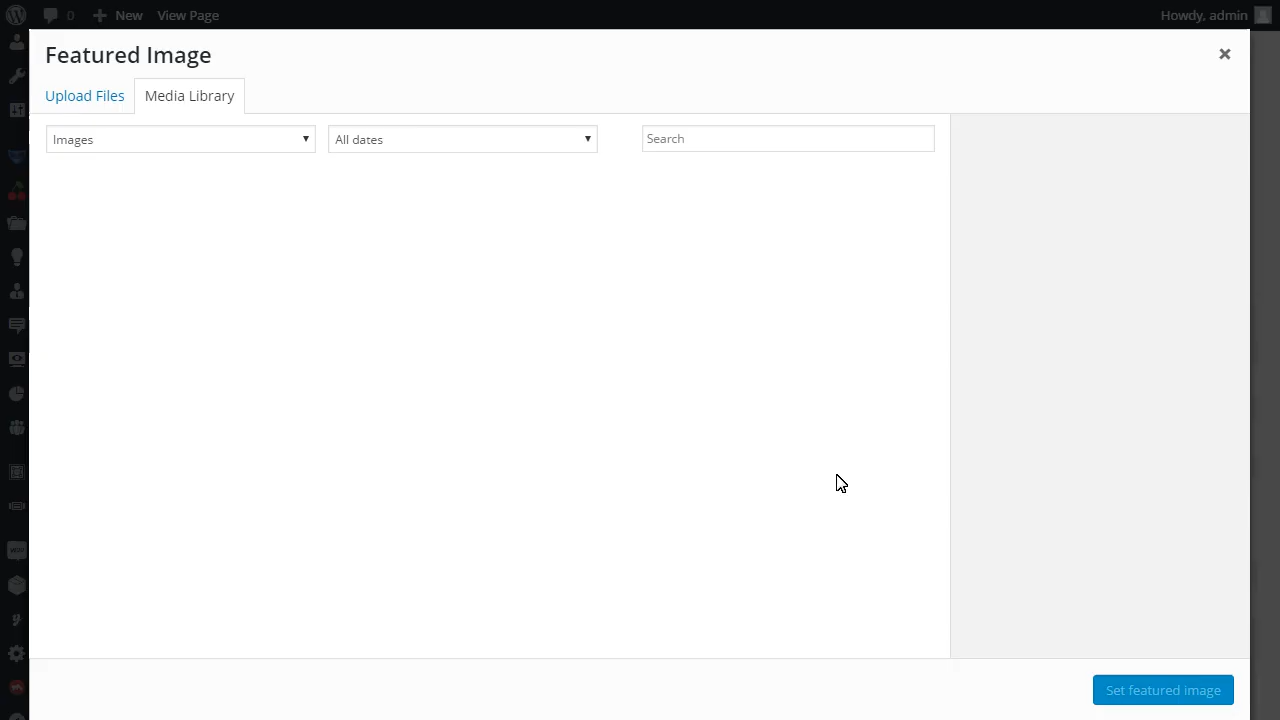 0 New View Page Howdy, admin
Featured Image
Upload Files Media Library
Images All dates Search
Set featured image